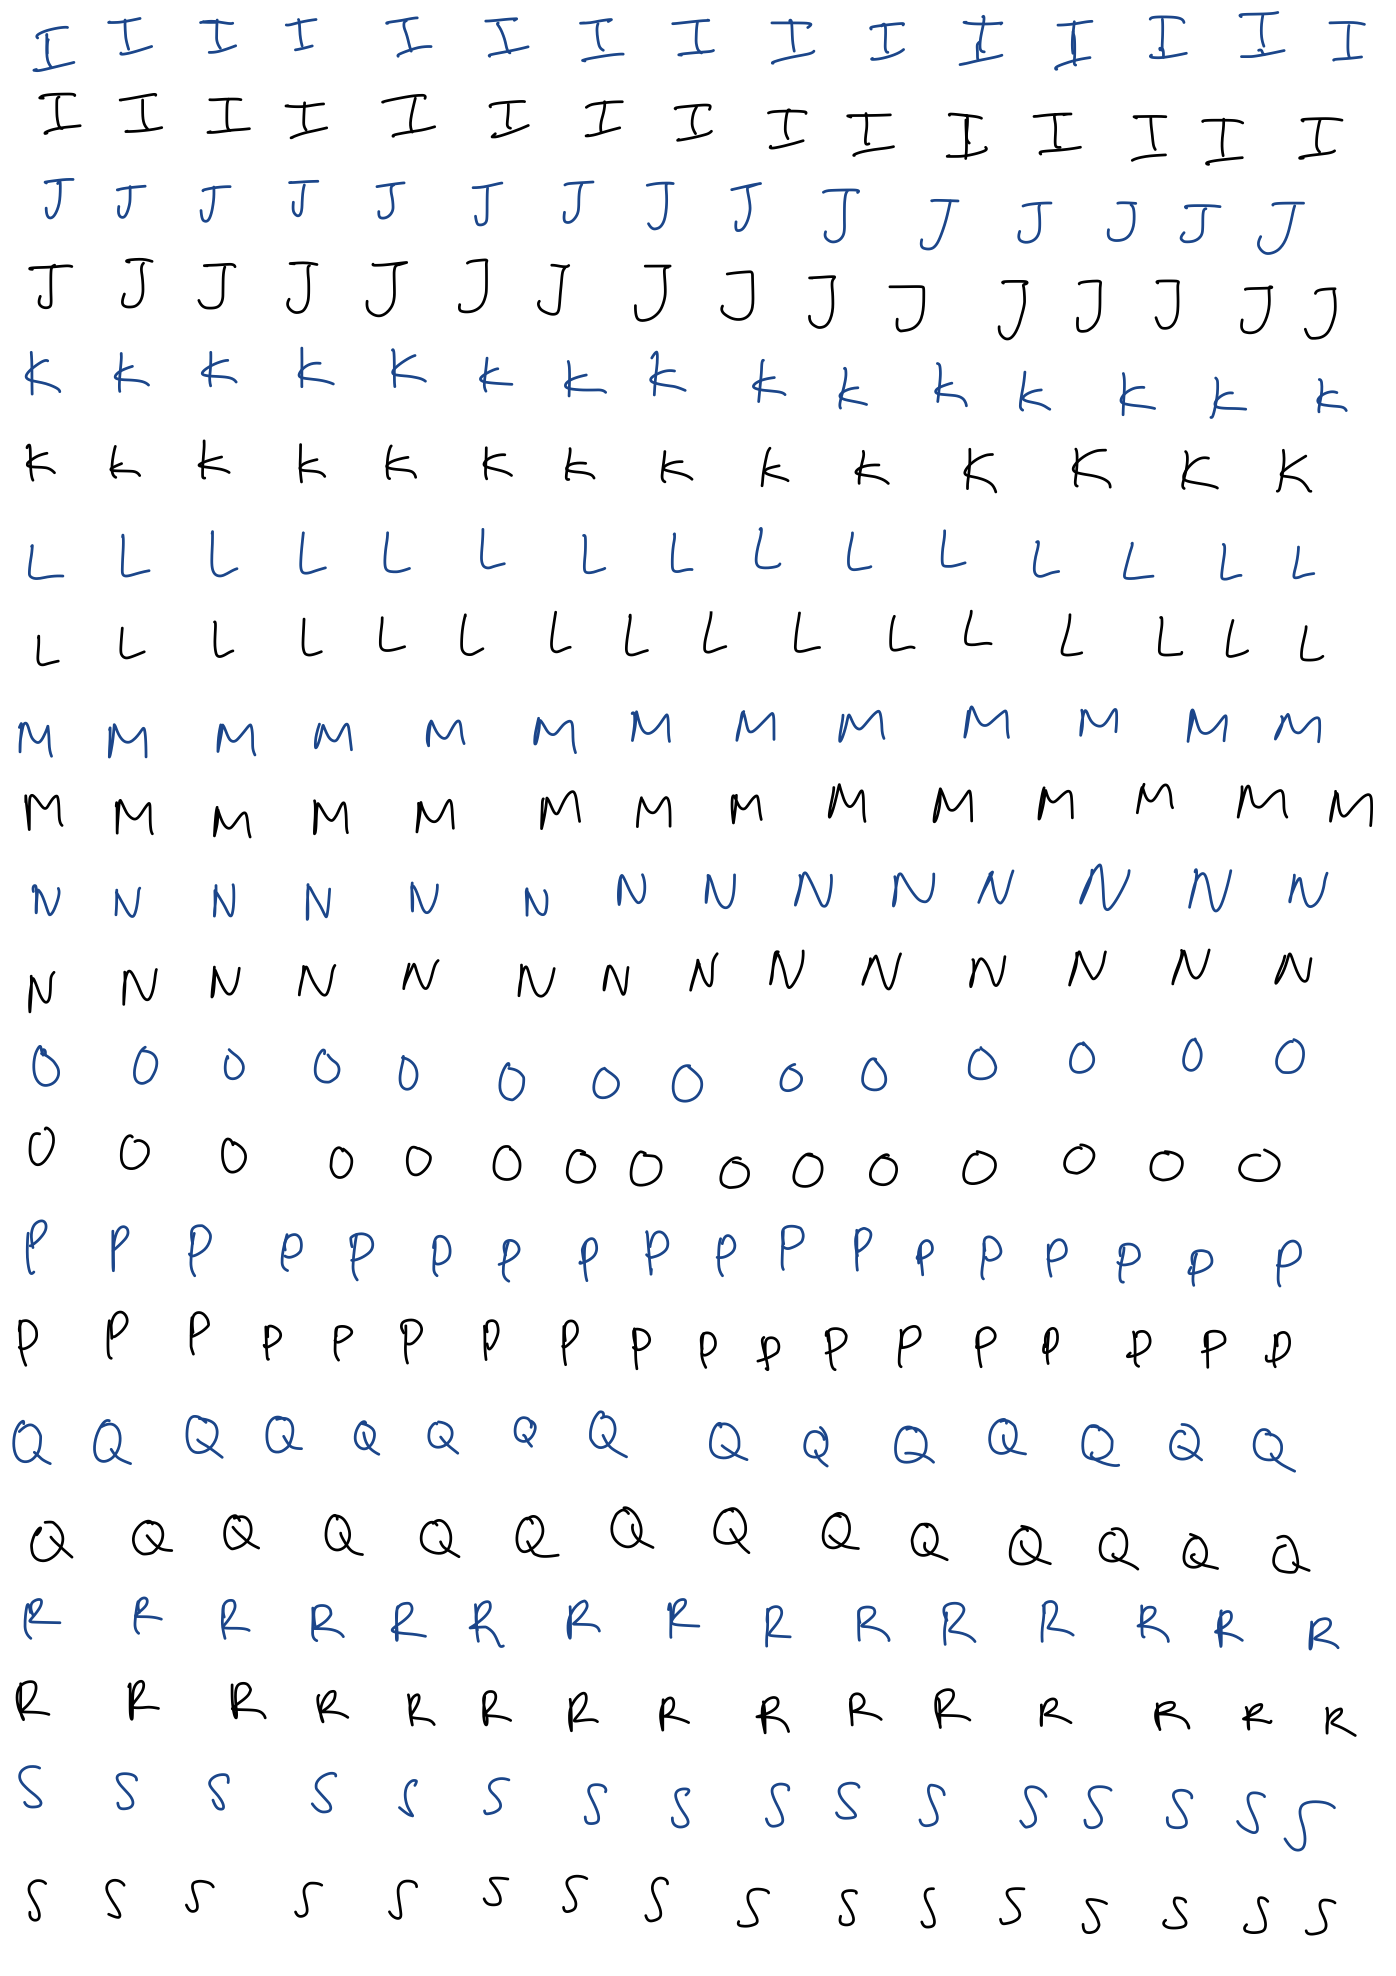 I I I I I I I I I I I I I I I
I I I I I I I I I I I I I I I
J J J J J J J J J J J J J J J
J J J J J J J J J J J J J J J J
K K K K K K K K K K K K K K K
K K K K K K K K K K K K K K
L L L L L L L L L L L L L L L
L L L L L L L L L L L L L L L L
M M M M M M M M M M M M M
M M M M M M M M M M M M M M
N N N N N N N N N N N N N N
N N N N N N N N N N N N N N
O O O O O O O O O O O O O O
O O O O O O O O O O O O O O O
P P P P P P P P P P P P P P P P P P
P P P P P P P P P P P P P P P P P P
Q Q Q Q Q Q Q Q Q Q Q Q Q Q Q
Q Q Q Q Q Q Q Q Q Q Q Q Q Q
R R R R R R R R R R R R R R R
R R R R R R R R R R R R R R R
S S S S S S S S S S S S S S S S
S S S S S S S S S S S S S S S S